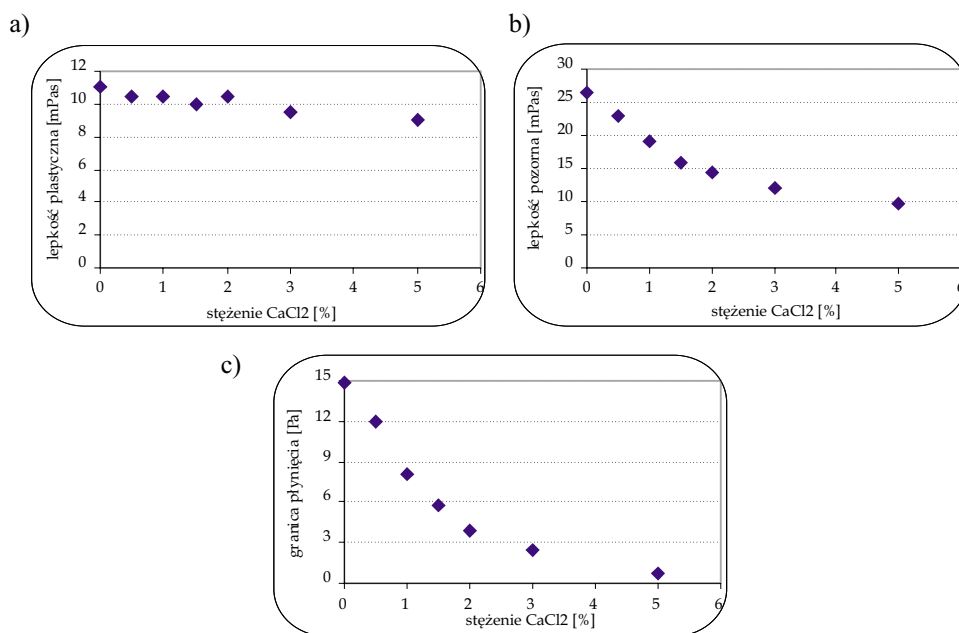 a)
lepkość plastyczna [mPas]
12
10
8
6
4
2
0
0 1 2 3 4 5 6
stężenie CaCl2 [%]
b)
lepkość pozorna [mPas]
30
25
20
15
10
5
0
0 1 2 3 4 5 6
stężenie CaCl2 [%]
c)
granica płynięcia [Pa]
15
12
9
6
3
0
0 1 2 3 4 5 6
stężenie CaCl2 [%]